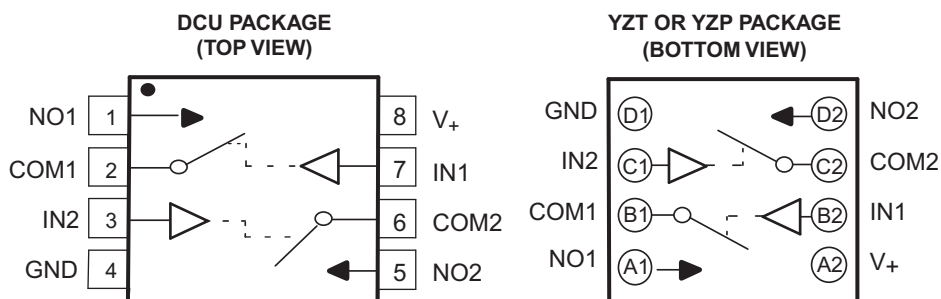 DCU PACKAGE
(TOP VIEW)
NO1 1 8 V+
COM1 2 7 IN1
IN2 3 6 COM2
GND 4 5 NO2
YZT OR YZP PACKAGE
(BOTTOM VIEW)
GND D1 D2 NO2
IN2 C1 C2 COM2
COM1 B1 B2 IN1
NO1 A1 A2 V+